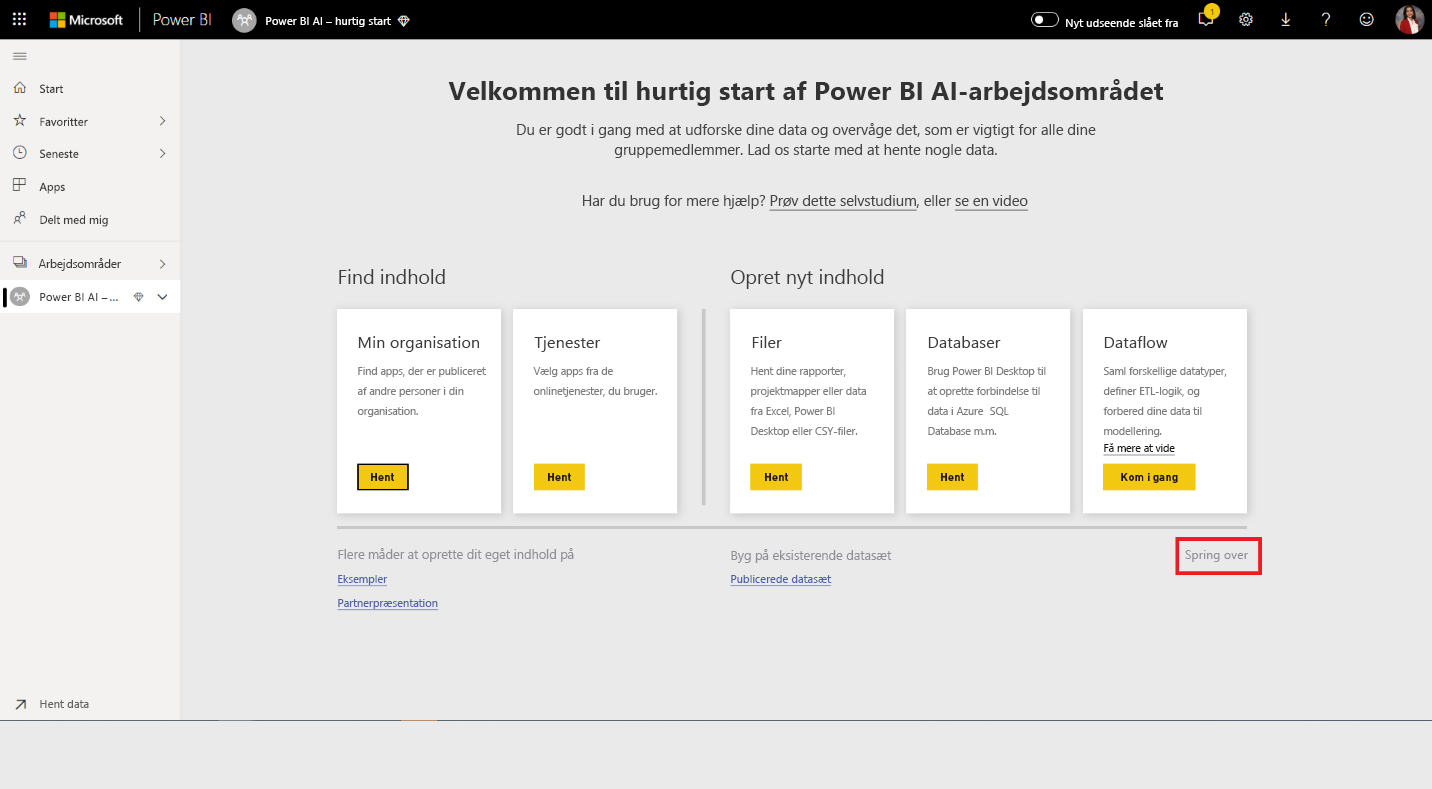 Microsoft
Power BI
Power BI AI – hurtig start
Nyt udseende slået fra
1
Start
Favoritter
Seneste
Apps
Delt med mig
Arbejdsområder
Power BI AI – ...
Hent data
Velkommen til hurtig start af Power BI AI-arbejdsområdet
Du er godt i gang med at udforske dine data og overvåge det, som er vigtigt for alle dine
gruppemedlemmer. Lad os starte med at hente nogle data.
Har du brug for mere hjælp? Prøv dette selvstudium, eller se en video
Find indhold
Min organisation
Find apps, der er publiceret
af andre personer i din
organisation.
Hent
Tjenester
Vælg apps fra de
onlinetjenester, du bruger.
Hent
Opret nyt indhold
Filer
Hent dine rapporter,
projektmapper eller data
fra Excel, Power BI
Desktop eller CSY-filer.
Hent
Databaser
Brug Power BI Desktop til
at oprette forbindelse til
data i Azure SQL
Database m.m.
Hent
Dataflow
Saml forskellige datatyper,
definer ETL-logik, og
forbered dine data til
modellering.
Få mere at vide
Kom i gang
Flere måder at oprette dit eget indhold på
Eksempler
Partnerpræsentation
Byg på eksisterende datasæt
Publicerede datasæt
Spring over